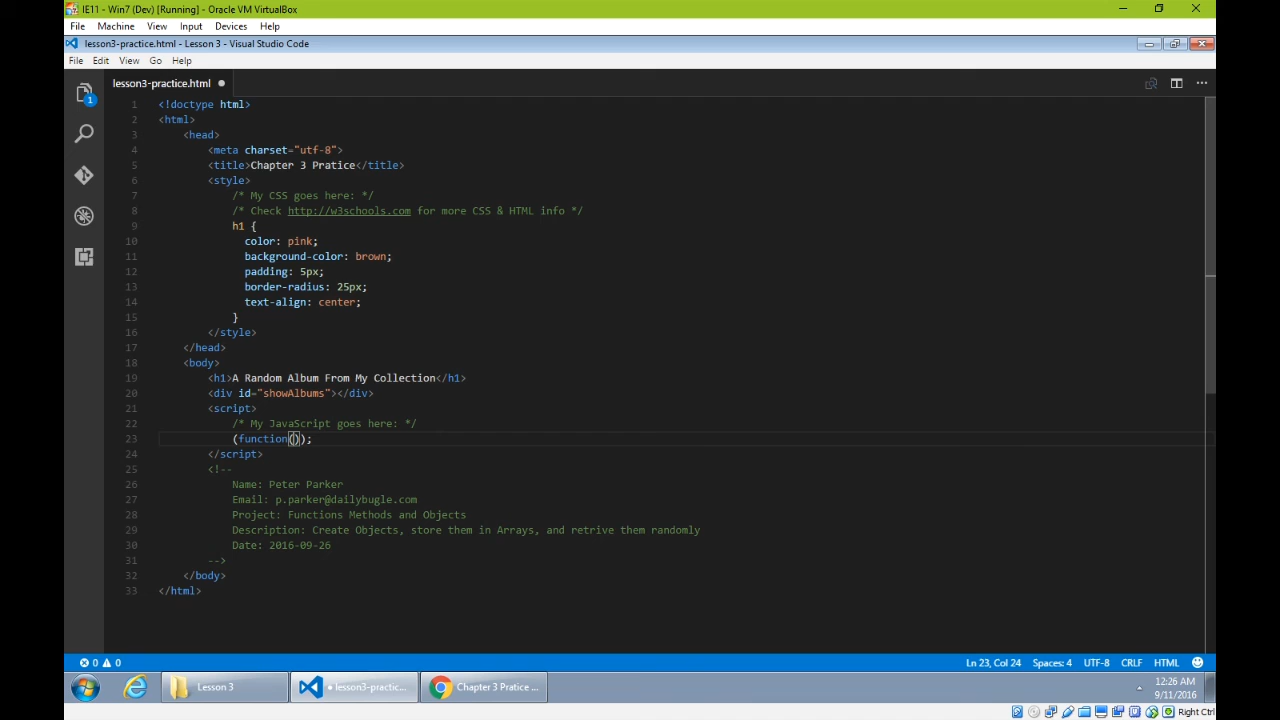 IE11 - Win7 (Dev) [Running] - Oracle VM VirtualBox
File Machine View Input Devices Help
lesson3-practice.html - Lesson 3 - Visual Studio Code
File Edit View Go Help
lesson3-practice.html
1 <!doctype html>
2 <html>
3 <head>
4 <meta charset="utf-8">
5 <title>Chapter 3 Pratice</title>
6 <style>
7 /* My CSS goes here: */
8 /* Check http://w3schools.com for more CSS & HTML info */
9 h1 {
10 color: pink;
11 background-color: brown;
12 padding: 5px;
13 border-radius: 25px;
14 text-align: center;
15 }
16 </style>
17 </head>
18 <body>
19 <h1>A Random Album From My Collection</h1>
20 <div id="showAlbums"></div>
21 <script>
22 /* My JavaScript goes here: */
23 (function());
24 </script>
25 <!--
26 Name: Peter Parker
27 Email: p.parker@dailybugle.com
28 Project: Functions Methods and Objects
29 Description: Create Objects, store them in Arrays, and retrive them randomly
30 Date: 2016-09-26
31 -->
32 </body>
33 </html>
1
0 0 Ln 23, Col 24 Spaces: 4 UTF-8 CRLF HTML
Lesson 3 lesson3-practic... Chapter 3 Pratice ... 12:26 AM
9/11/2016
Right Ctrl